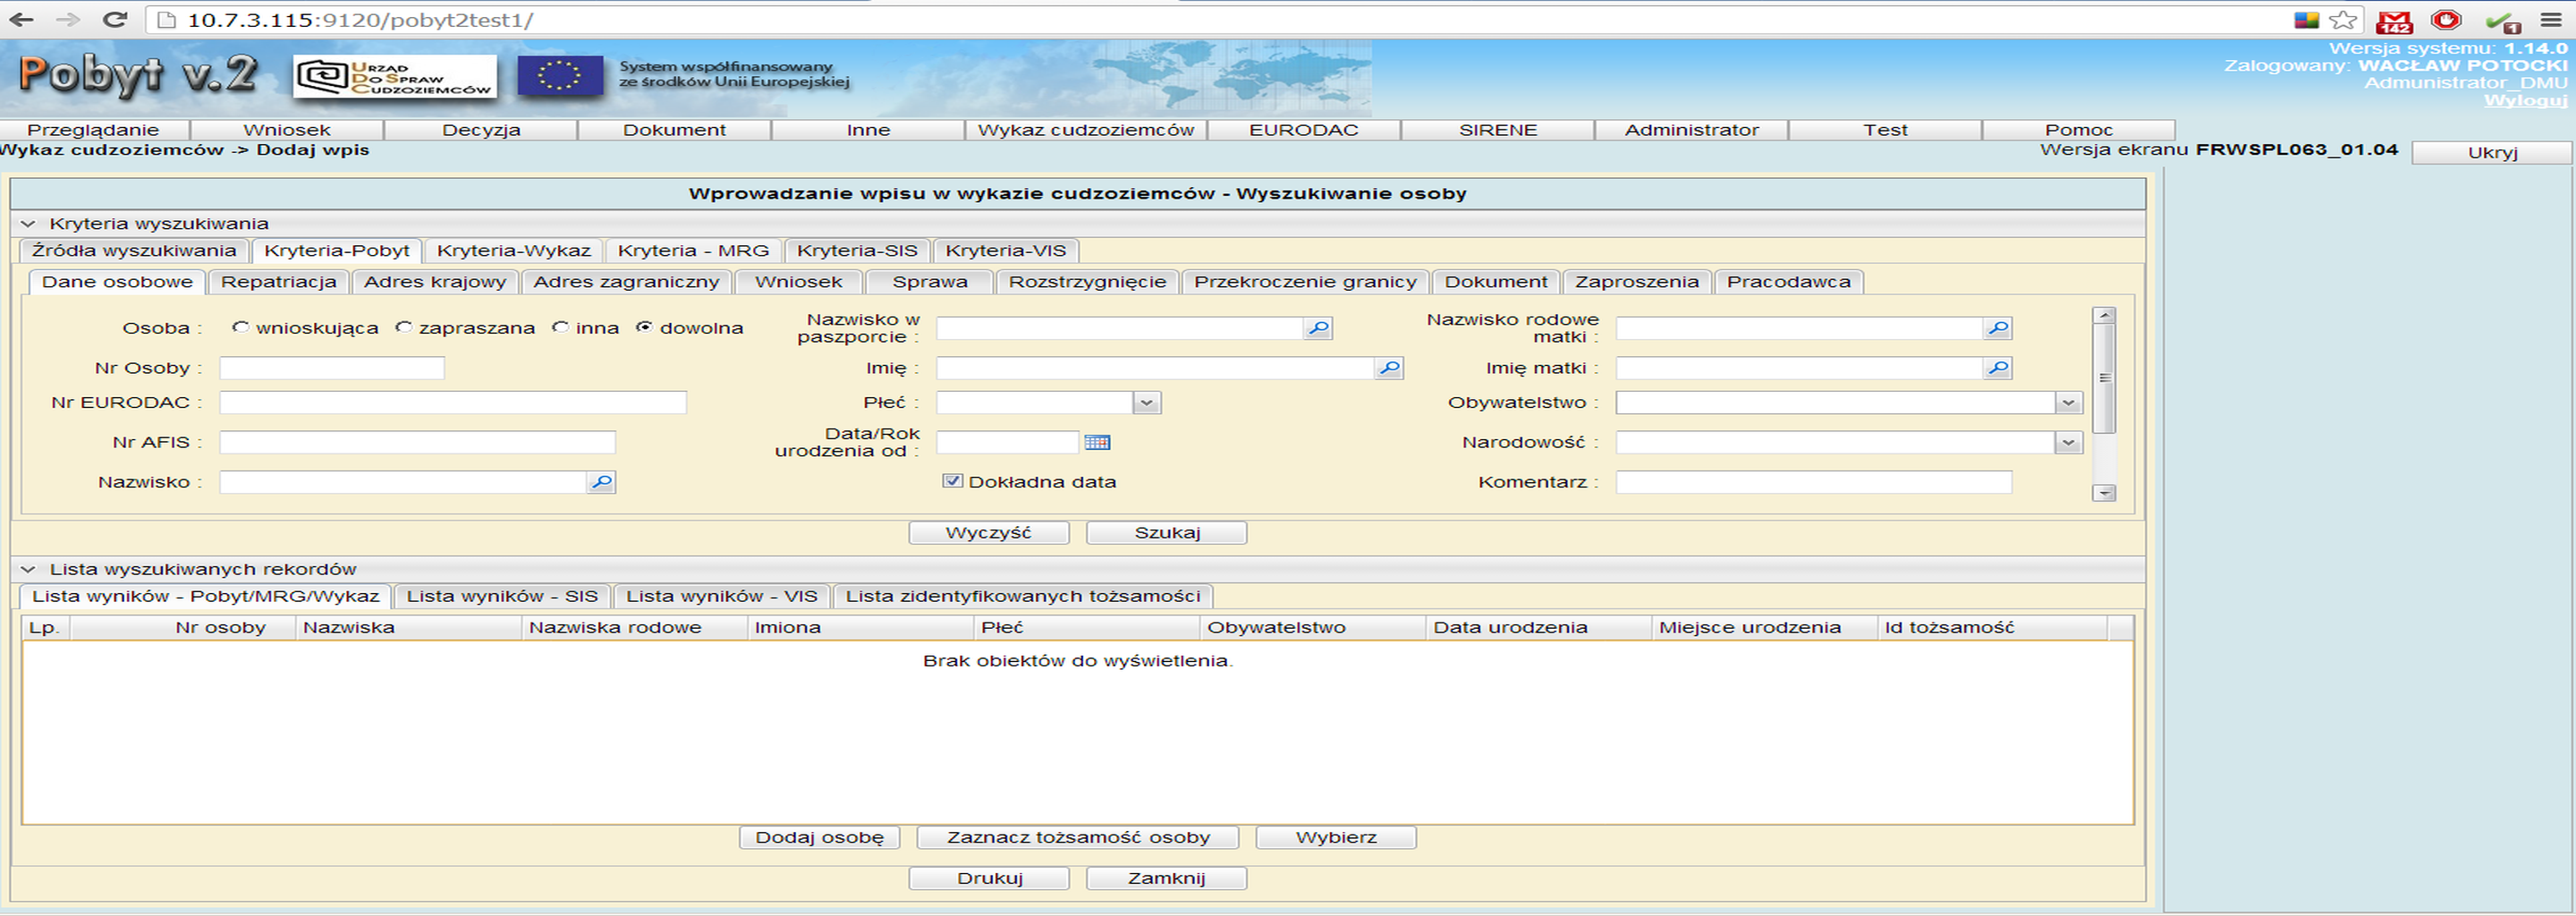 10.7.3.115:9120/pobyt2test1/
142
1
Pobyt v.2
URZĄD
DO SPRAW
CUDZOZIEMCÓW
System współfinansowany
ze środków Unii Europejskiej
Wersja systemu: 1.14.0
Zalogowany: WACŁAW POTOCKI
Admunistrator_DMU
Wyloguj
Przeglądanie Wniosek Decyzja Dokument Inne Wykaz cudzoziemców EURODAC SIRENE Administrator Test Pomoc
Wykaz cudzoziemców -> Dodaj wpis Wersja ekranu FRWSPL063_01.04 Ukryj
Wprowadzanie wpisu w wykazie cudzoziemców - Wyszukiwanie osoby
Kryteria wyszukiwania
Źródła wyszukiwania Kryteria-Pobyt Kryteria-Wykaz Kryteria - MRG Kryteria-SIS Kryteria-VIS
Dane osobowe Repatriacja Adres krajowy Adres zagraniczny Wniosek Sprawa Rozstrzygnięcie Przekroczenie granicy Dokument Zaproszenia Pracodawca
Osoba : wnioskująca zapraszana inna dowolna
Nr Osoby :
Nr EURODAC :
Nr AFIS :
Nazwisko :
Nazwisko w
paszporcie :
Imię :
Płeć :
Data/Rok
urodzenia od :
Dokładna data
Nazwisko rodowe
matki :
Imię matki :
Obywatelstwo :
Narodowość :
Komentarz :
Wyczyść Szukaj
Lista wyszukiwanych rekordów
Lista wyników - Pobyt/MRG/Wykaz Lista wyników - SIS Lista wyników - VIS Lista zidentyfikowanych tożsamości
Lp. Nr osoby Nazwiska Nazwiska rodowe Imiona Płeć Obywatelstwo Data urodzenia Miejsce urodzenia Id tożsamość
Brak obiektów do wyświetlenia.
Dodaj osobę Zaznacz tożsamość osoby Wybierz
Drukuj Zamknij